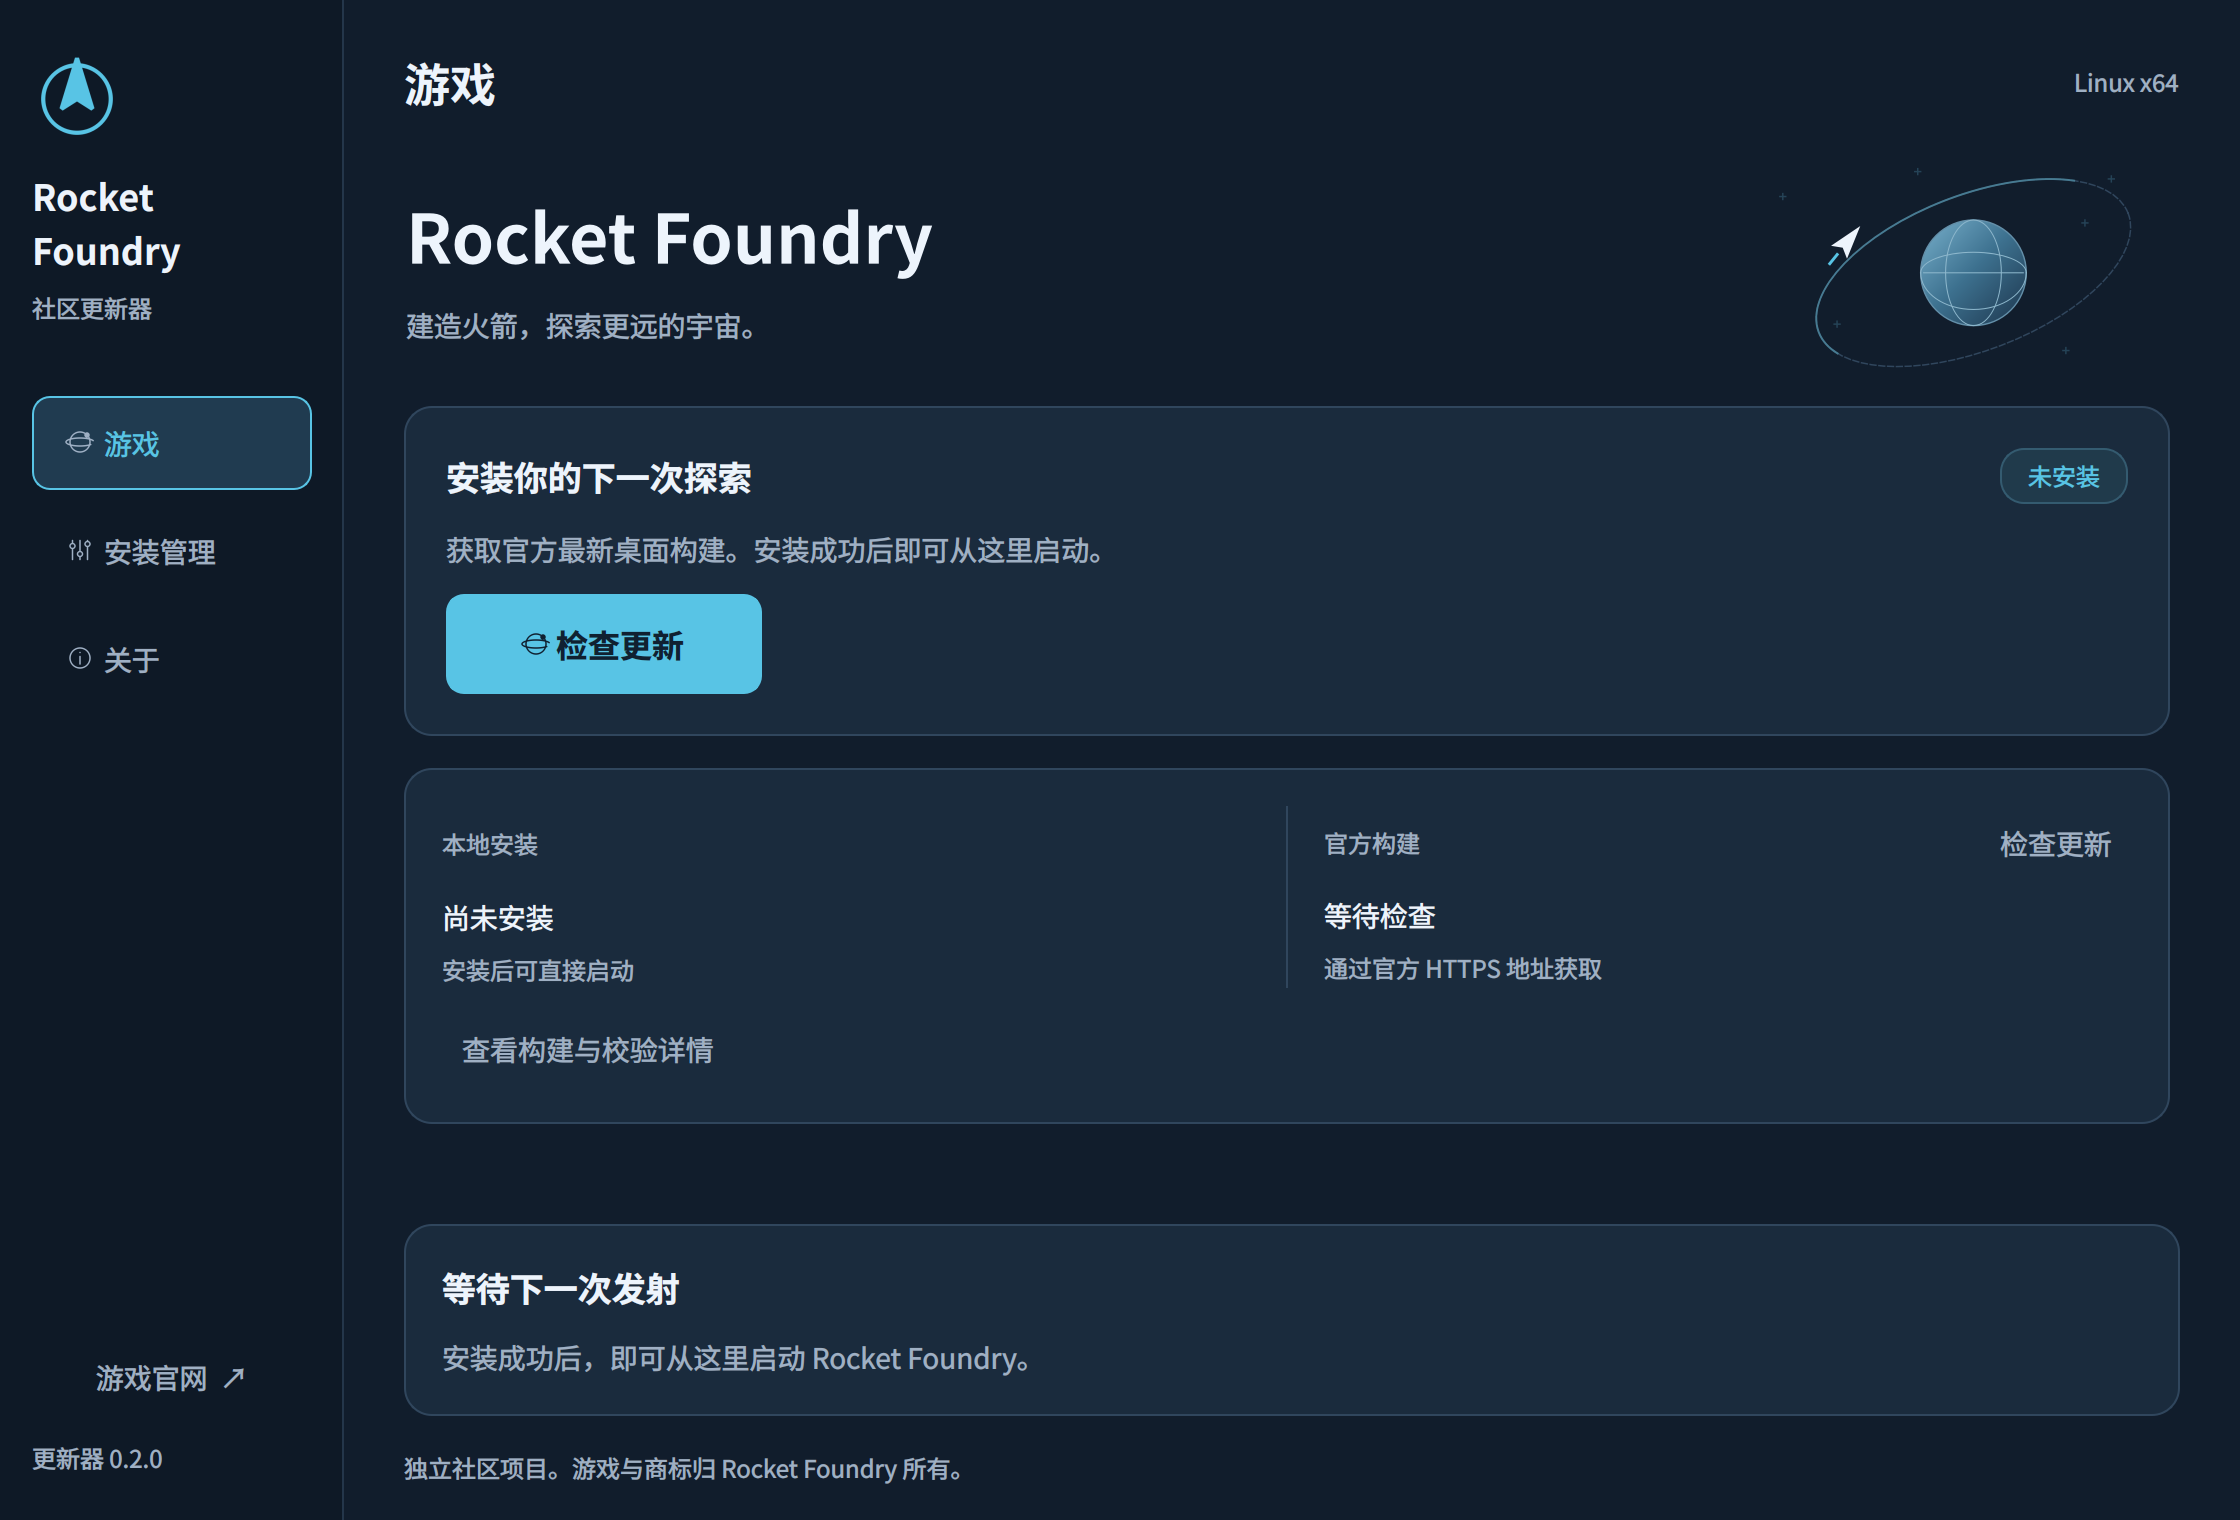 Rocket
Foundry
社区更新器
游戏
安装管理
关于
游戏官网 ↗
更新器 0.2.0
游戏
Linux x64
Rocket Foundry
建造火箭，探索更远的宇宙。
安装你的下一次探索
未安装
获取官方最新桌面构建。安装成功后即可从这里启动。
检查更新
本地安装
尚未安装
安装后可直接启动
官方构建
检查更新
等待检查
通过官方 HTTPS 地址获取
查看构建与校验详情
等待下一次发射
安装成功后，即可从这里启动 Rocket Foundry。
独立社区项目。游戏与商标归 Rocket Foundry 所有。